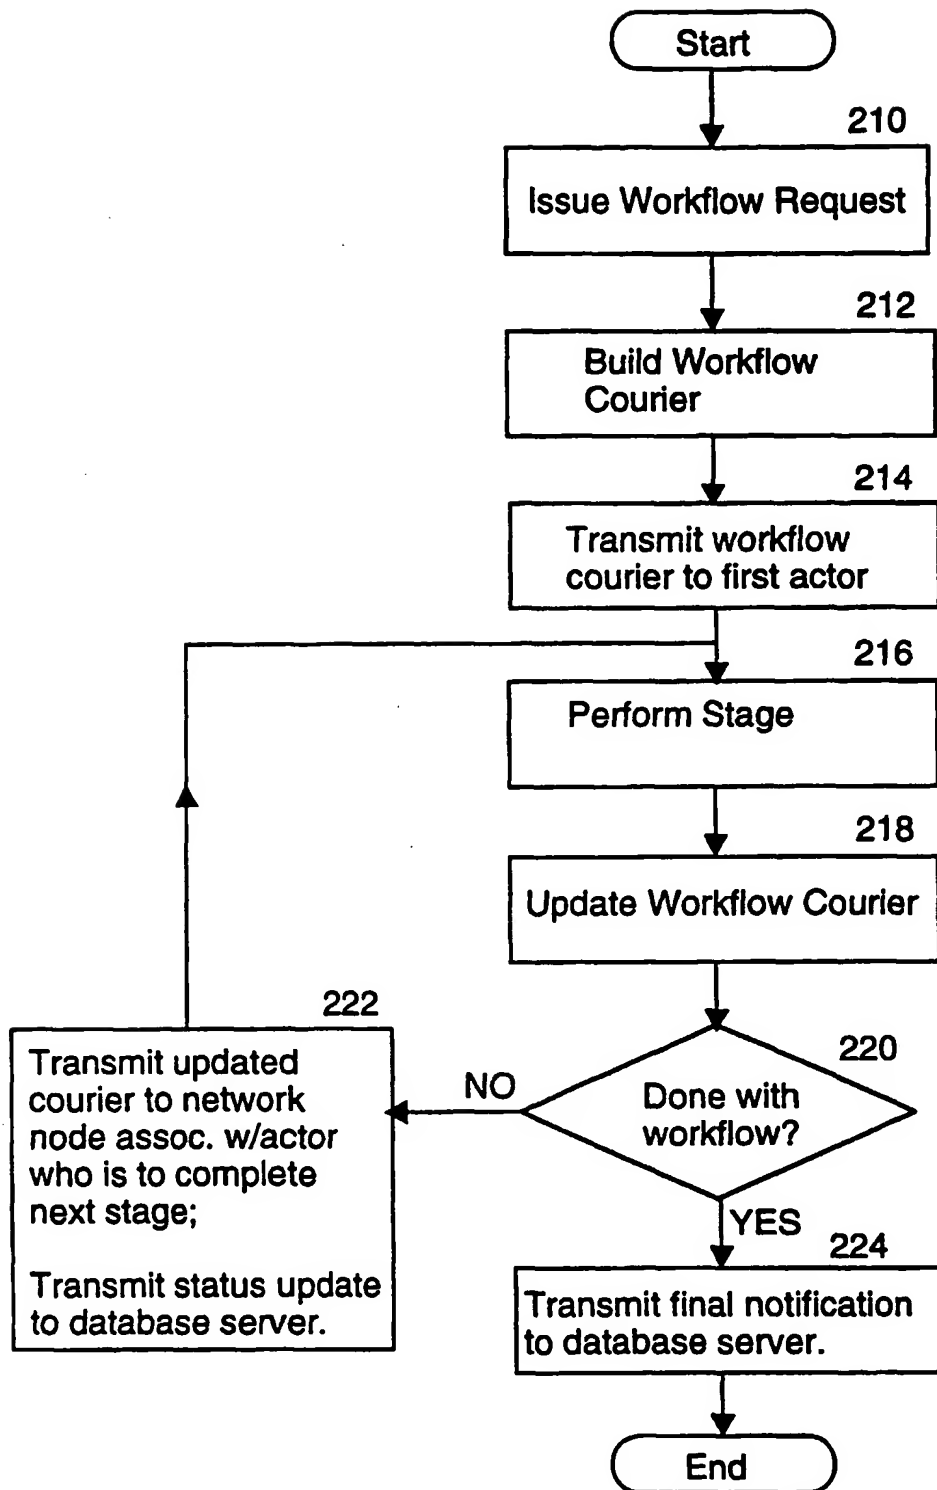 Start
210
Issue Workflow Request
212
Build Workflow
Courier
214
Transmit workflow
courier to first actor
216
Perform Stage
218
Update Workflow Courier
220
Done with
workflow?
NO
222
Transmit updated
courier to network
node assoc. w/actor
who is to complete
next stage;
Transmit status update
to database server.
YES
224
Transmit final notification
to database server.
End